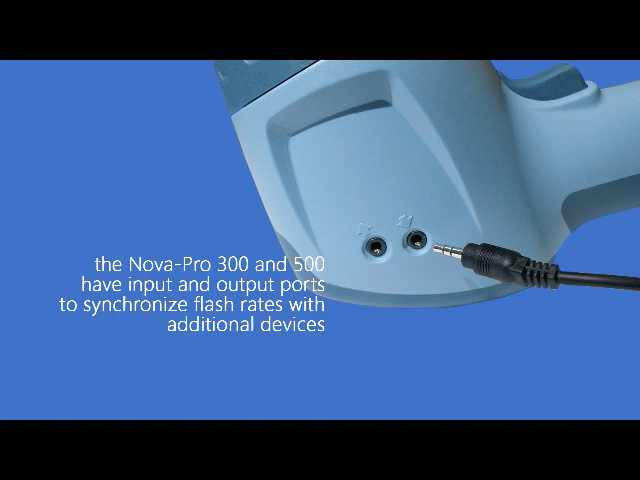 the Nova-Pro 300 and 500
have input and output ports
to synchronize flash rates with
additional devices